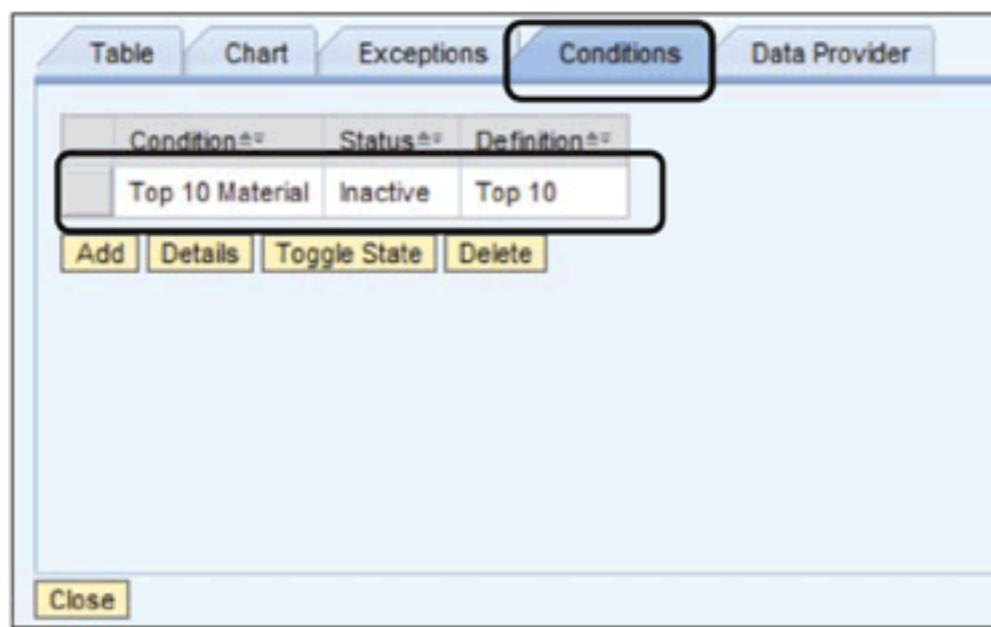 Table Chart Exceptions Conditions Data Provider
Condition Status Definition
Top 10 Material Inactive Top 10
Add Details Toggle State Delete
Close